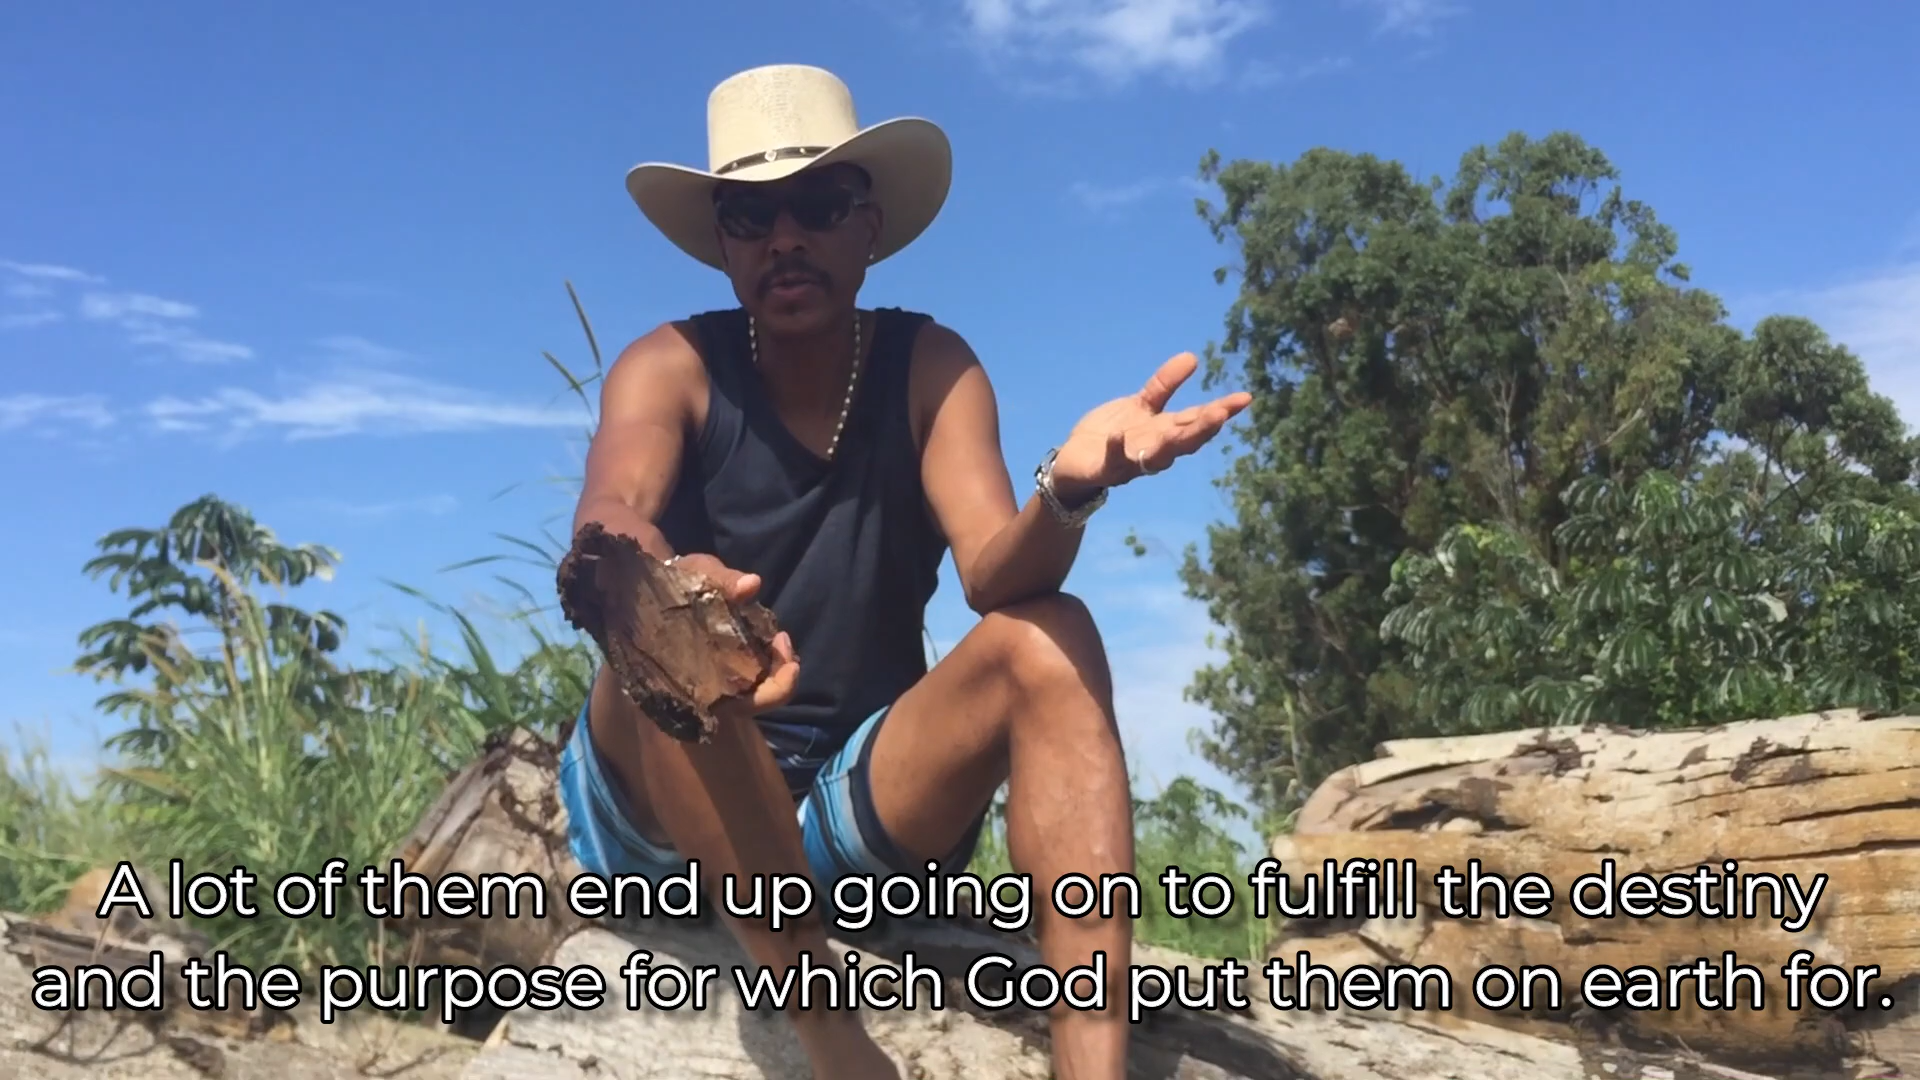 A lot of them end up going on to fulfill the destiny
and the purpose for which God put them on earth for.